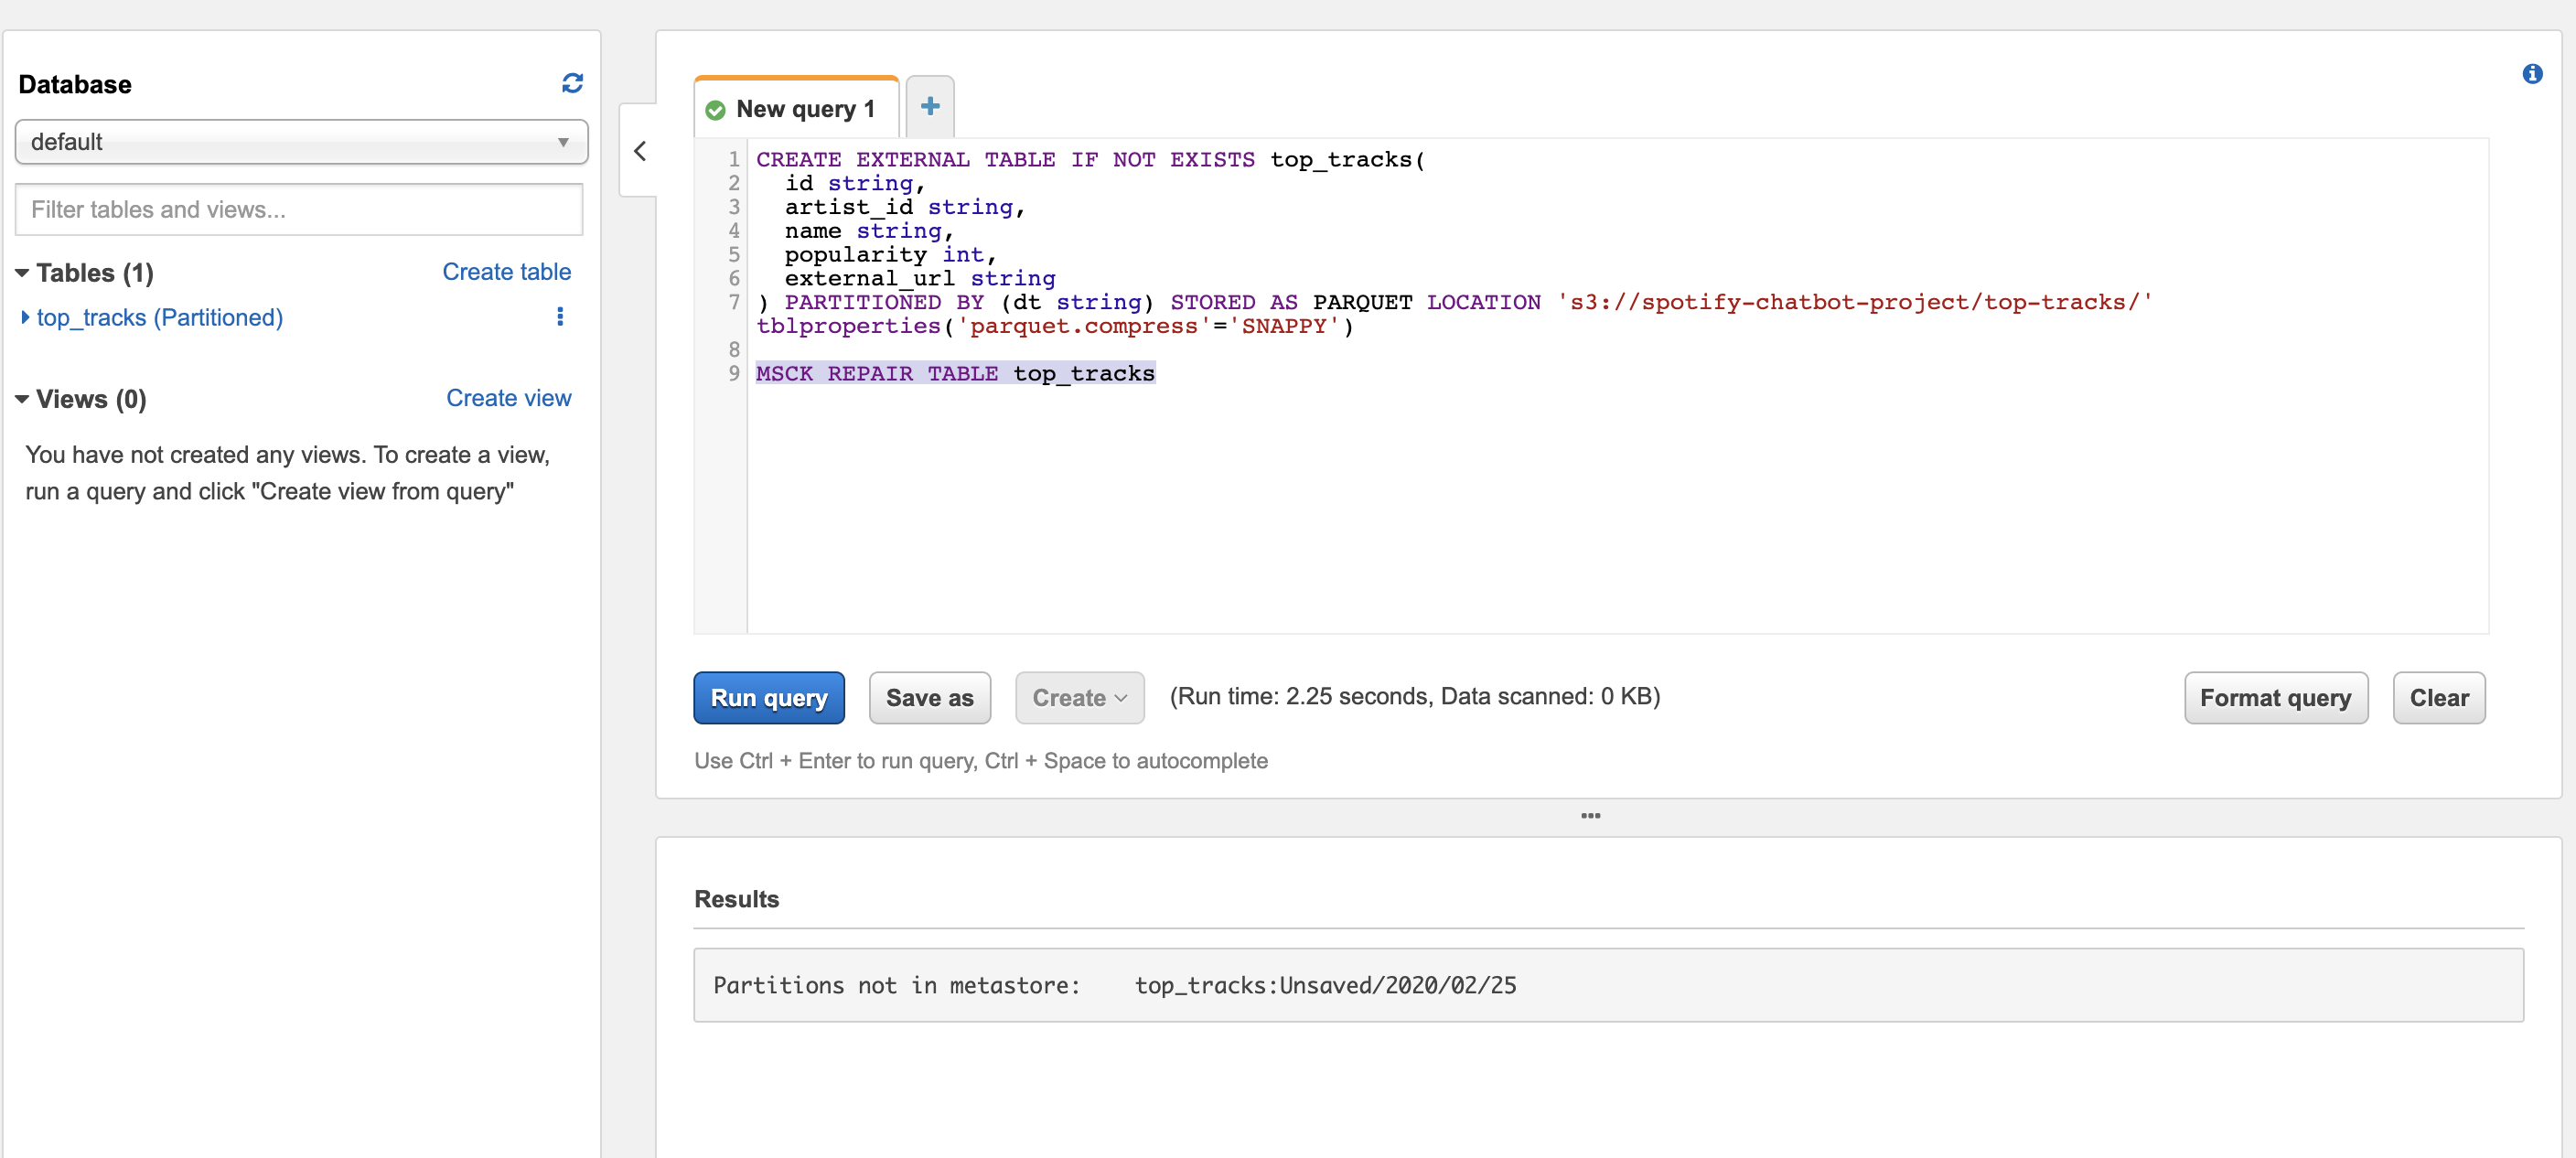 Database
default
Filter tables and views...
Tables (1)
Create table
top_tracks (Partitioned)
Views (0)
Create view
You have not created any views. To create a view,
run a query and click "Create view from query"
New query 1
1 CREATE EXTERNAL TABLE IF NOT EXISTS top_tracks(
2 id string,
3 artist_id string,
4 name string,
5 popularity int,
6 external_url string
7 ) PARTITIONED BY (dt string) STORED AS PARQUET LOCATION 's3://spotify-chatbot-project/top-tracks/'
tblproperties('parquet.compress'='SNAPPY')
8
9 MSCK REPAIR TABLE top_tracks
Run query
Save as
Create
(Run time: 2.25 seconds, Data scanned: 0 KB)
Format query
Clear
Use Ctrl + Enter to run query, Ctrl + Space to autocomplete
Results
Partitions not in metastore: top_tracks:Unsaved/2020/02/25